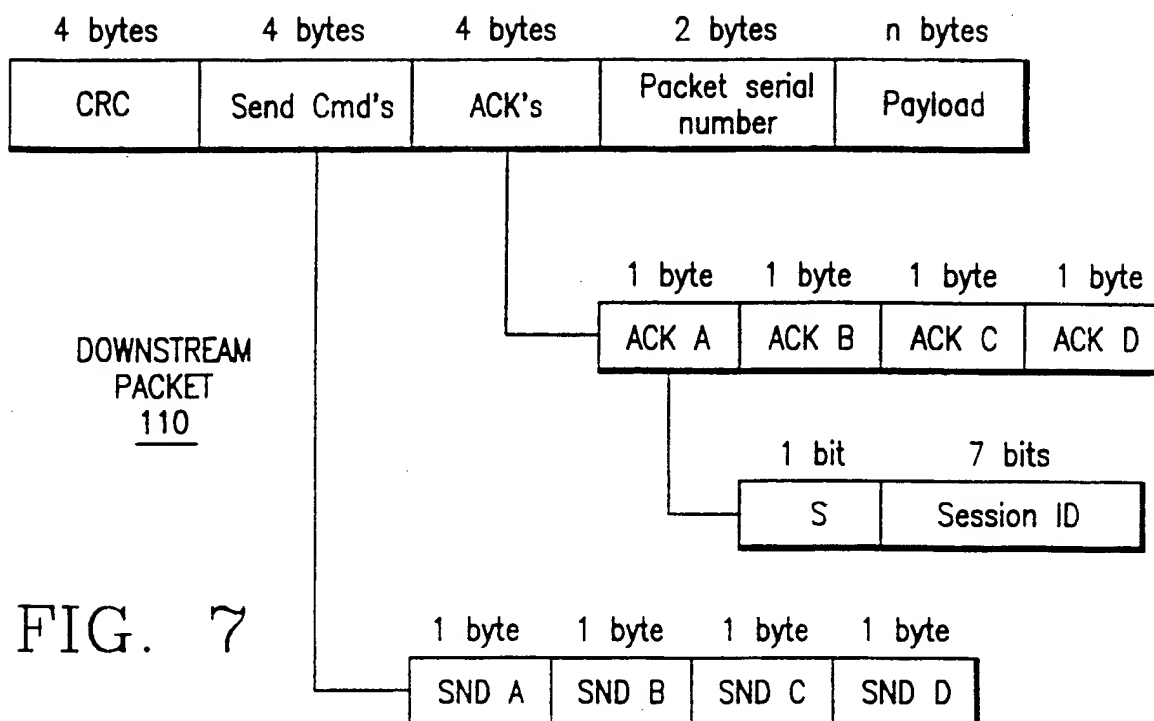 4 bytes 4 bytes 4 bytes 2 bytes n bytes
CRC Send Cmd's ACK's Packet serial number Payload
1 byte 1 byte 1 byte 1 byte
ACK A ACK B ACK C ACK D
DOWNSTREAM
PACKET
110
1 bit 7 bits
S Session ID
FIG. 7
1 byte 1 byte 1 byte 1 byte
SND A SND B SND C SND D